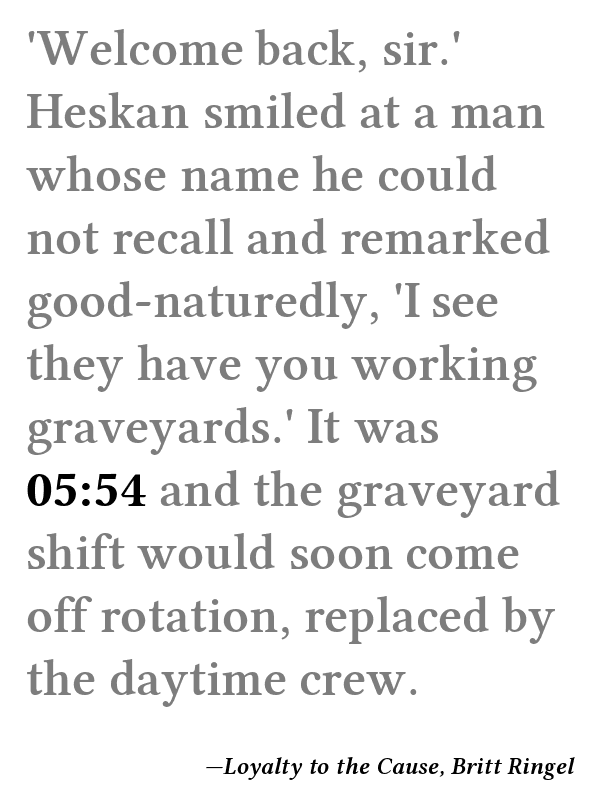 'Welcome back, sir.'
Heskan smiled at a man
whose name he could
not recall and remarked
good-naturedly, 'I see
they have you working
graveyards.' It was
05:54 and the graveyard
shift would soon come
off rotation, replaced by
the daytime crew.
—Loyalty to the Cause, Britt Ringel